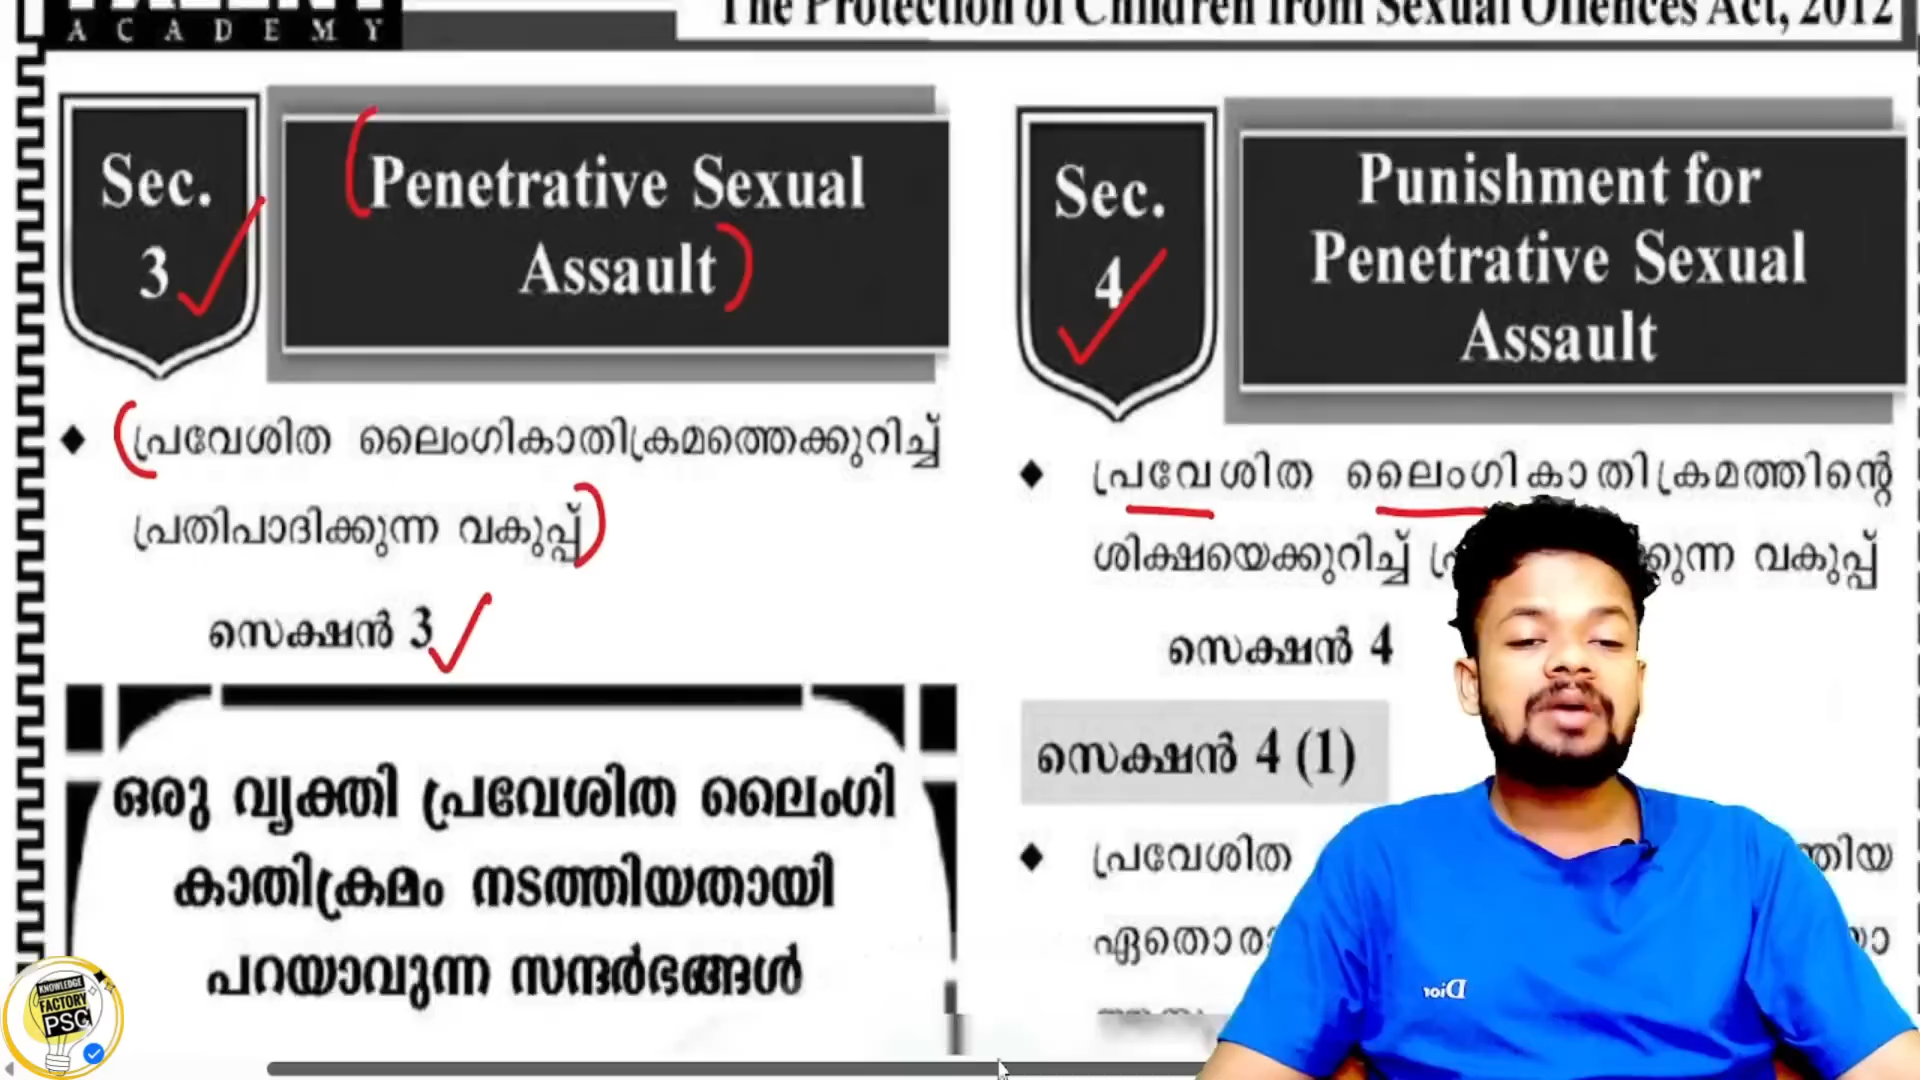 ACADEMY
The Protection of Children from Sexual Offences Act, 2012
Sec.
3
Penetrative Sexual
Assault
പ്രവേശിത ലൈംഗികാതിക്രമത്തെക്കുറിച്ച്
പ്രതിപാദിക്കുന്ന വകുപ്പ്
സെക്ഷൻ 3
ഒരു വ്യക്തി പ്രവേശിത ലൈംഗി
കാതിക്രമം നടത്തിയതായി
പറയാവുന്ന സന്ദർഭങ്ങൾ
Sec.
4
Punishment for
Penetrative Sexual
Assault
പ്രവേശിത ലൈംഗികാതിക്രമത്തിന്റെ
ശിക്ഷയെക്കുറിച്ച് വകുപ്പ്
സെക്ഷൻ 4
സെക്ഷൻ 4 (1)
പ്രവേശിത
Dior
KNOWLEDGE
FACTORY
PSC